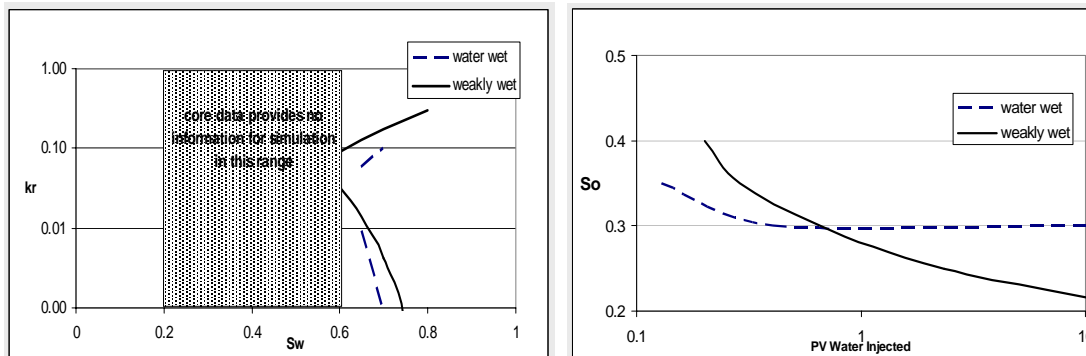 water wet
weakly wet
1.00
core data provides no
information for simulation
in this range
0.10
kr
0.01
0.00
0
0.2
0.4
0.6
0.8
1
Sw
0.5
water wet
weakly wet
0.4
So
0.3
0.2
0.1
1
PV Water Injected